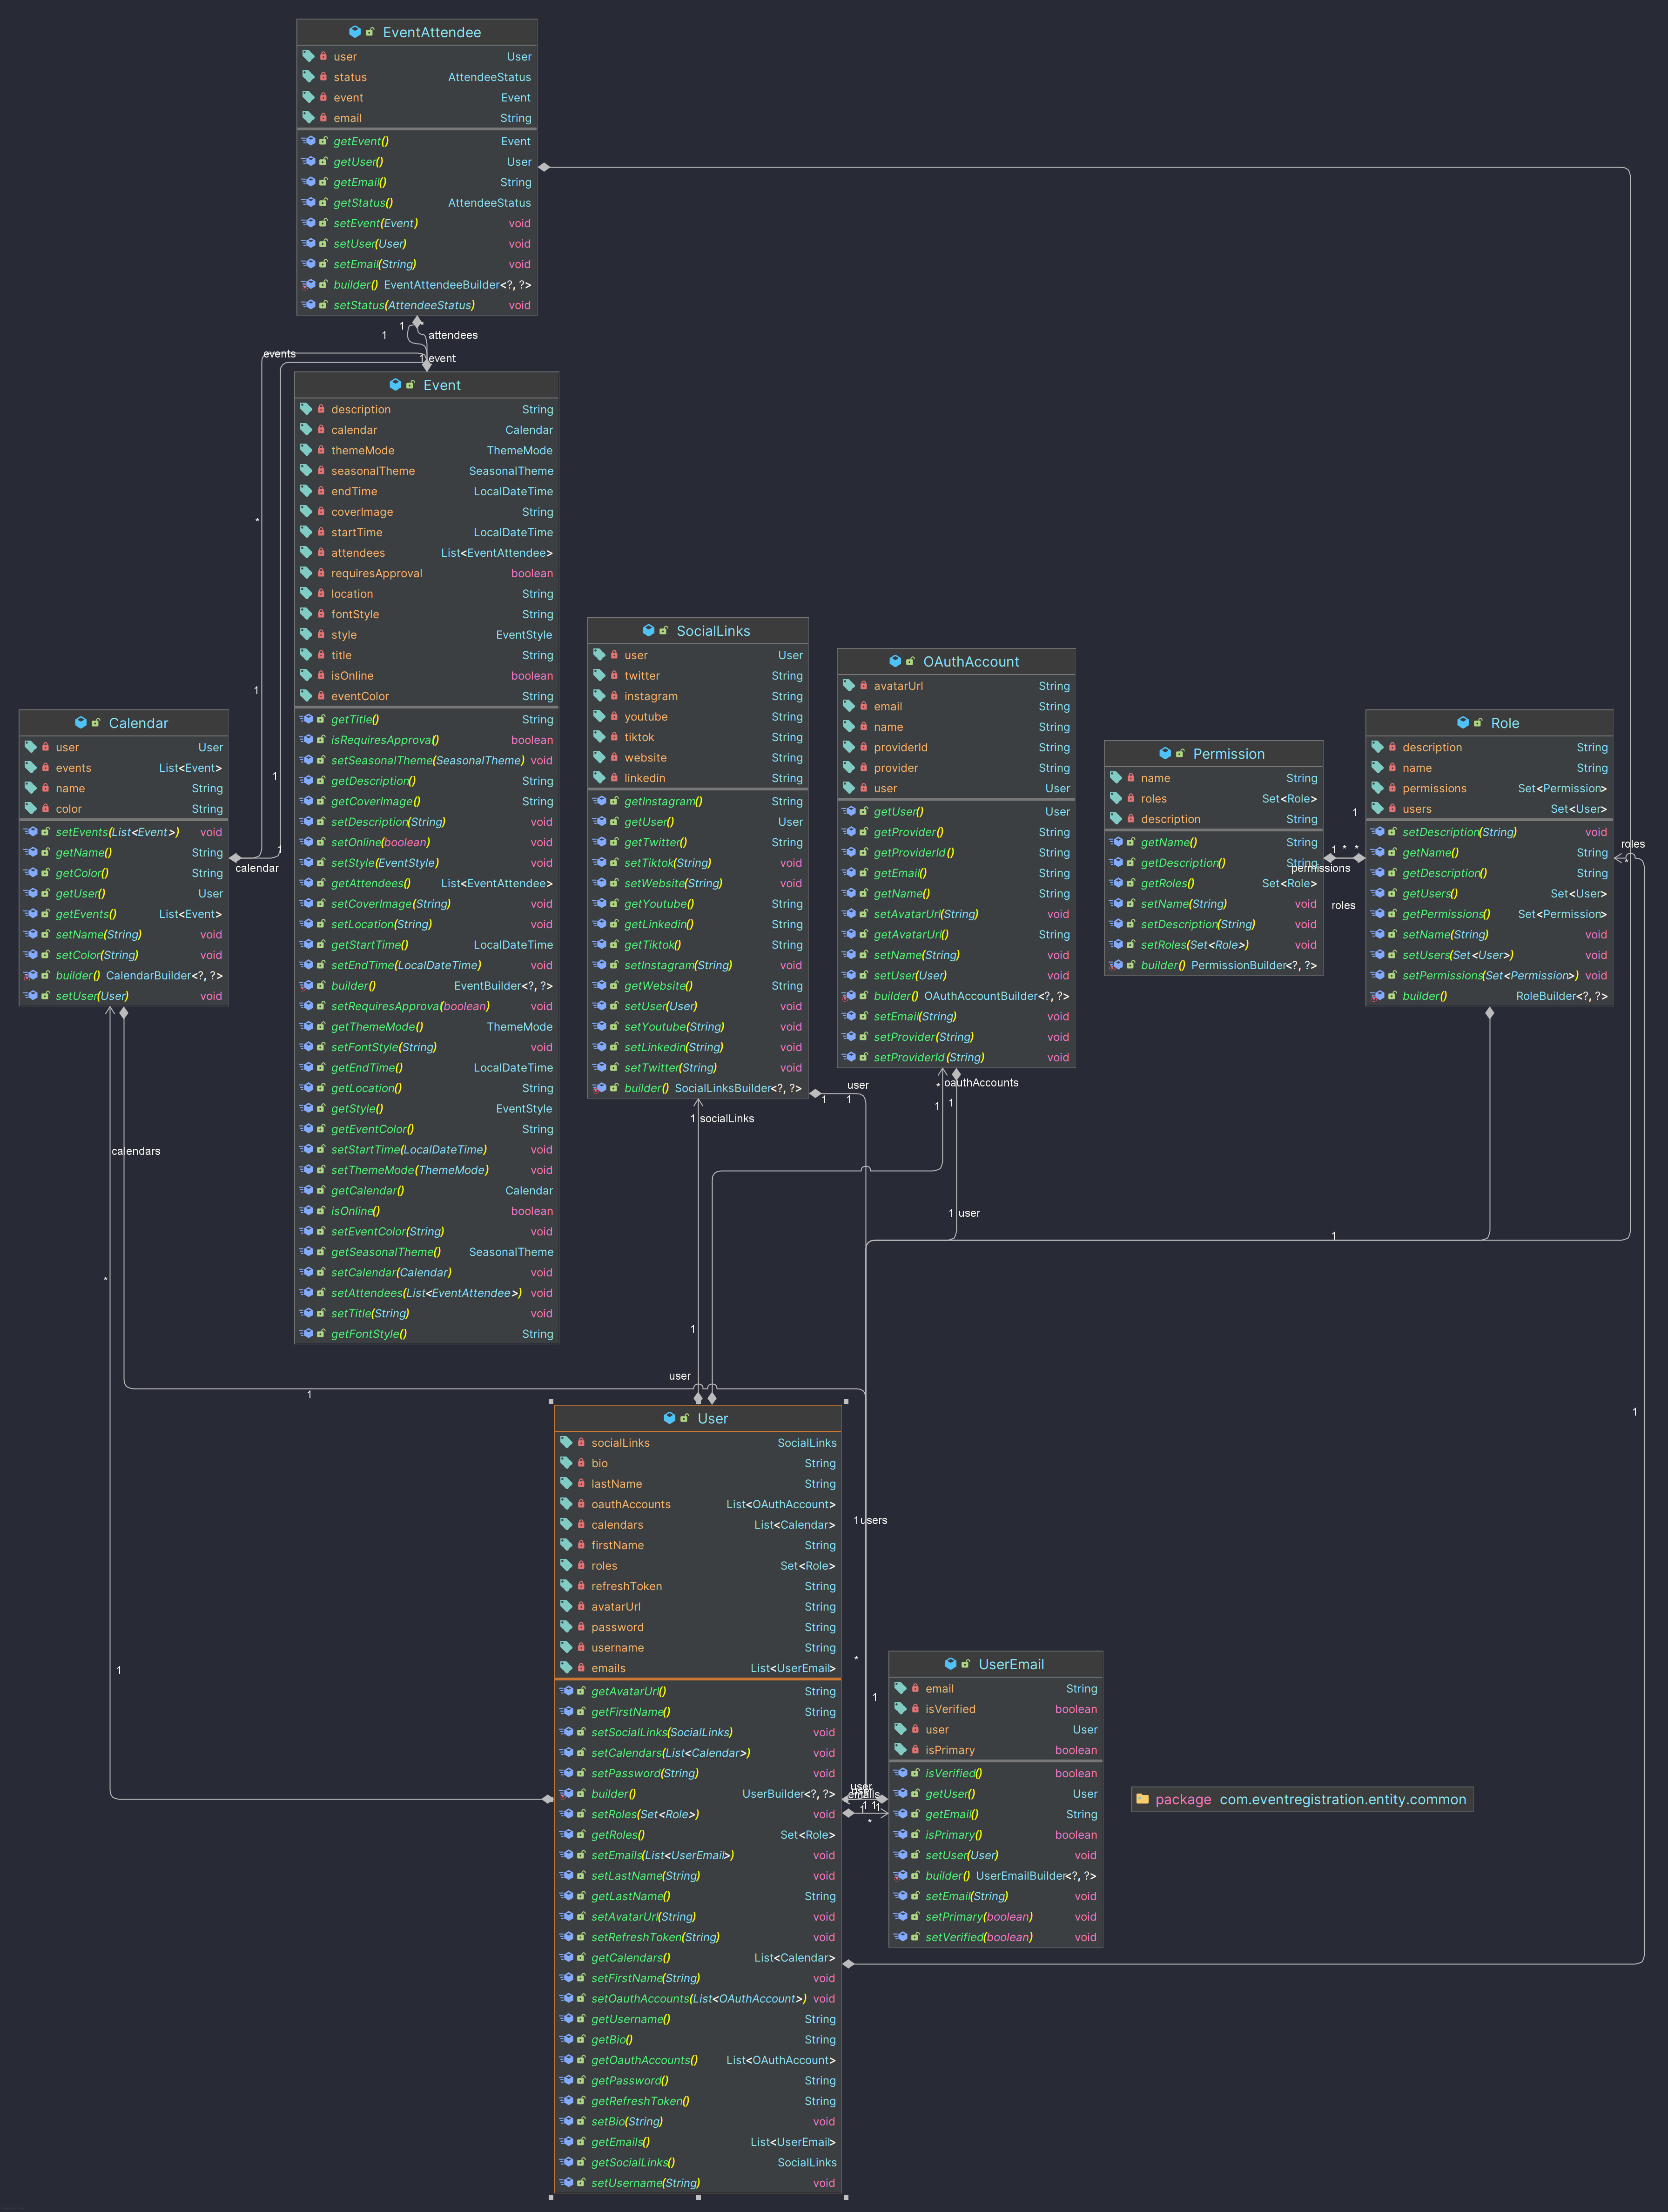 EventAttendee
user User
status AttendeeStatus
event Event
email String
getEvent() Event
getUser() User
getEmail() String
getStatus() AttendeeStatus
setEvent(Event) void
setUser(User) void
setEmail(String) void
builder() EventAttendeeBuilder<?, ?>
setStatus(AttendeeStatus) void
1 *
1 attendees
events
1 event
Event
description String
calendar Calendar
themeMode ThemeMode
seasonalTheme SeasonalTheme
endTime LocalDateTime
coverImage String
startTime LocalDateTime
attendees List<EventAttendee>
requiresApproval boolean
location String
fontStyle String
style EventStyle
title String
isOnline boolean
eventColor String
getTitle() String
isRequiresApproval() boolean
setSeasonalTheme(SeasonalTheme) void
getDescription() String
getCoverImage() String
setDescription(String) void
setOnline(boolean) void
setStyle(EventStyle) void
getAttendees() List<EventAttendee>
setCoverImage(String) void
setLocation(String) void
getStartTime() LocalDateTime
setEndTime(LocalDateTime) void
builder() EventBuilder<?, ?>
setRequiresApproval(boolean) void
getThemeMode() ThemeMode
setFontStyle(String) void
getEndTime() LocalDateTime
getLocation() String
getStyle() EventStyle
getEventColor() String
setStartTime(LocalDateTime) void
setThemeMode(ThemeMode) void
getCalendar() Calendar
isOnline() boolean
setEventColor(String) void
getSeasonalTheme() SeasonalTheme
setCalendar(Calendar) void
setAttendees(List<EventAttendee>) void
setTitle(String) void
getFontStyle() String
*
1
1
1
calendar
Calendar
user User
events List<Event>
name String
color String
setEvents(List<Event>) void
getName() String
getColor() String
getUser() User
getEvents() List<Event>
setName(String) void
setColor(String) void
builder() CalendarBuilder<?, ?>
setUser(User) void
calendars
*
1
1
SocialLinks
user User
twitter String
instagram String
youtube String
tiktok String
website String
linkedin String
getInstagram() String
getUser() User
getTwitter() String
setTiktok(String) void
setWebsite(String) void
getYoutube() String
getLinkedin() String
getTiktok() String
setInstagram(String) void
getWebsite() String
setUser(User) void
setYoutube(String) void
setLinkedin(String) void
setTwitter(String) void
builder() SocialLinksBuilder<?, ?>
user
1 1
1 socialLinks
1
user
OAuthAccount
avatarUrl String
email String
name String
providerId String
provider String
user User
getUser() User
getProvider() String
getProviderId() String
getEmail() String
getName() String
setAvatarUrl(String) void
getAvatarUrl() String
setName(String) void
setUser(User) void
builder() OAuthAccountBuilder<?, ?>
setEmail(String) void
setProvider(String) void
setProviderId(String) void
* oauthAccounts
1 1
1 user
Permission
name String
roles Set<Role>
description String
getName() String
getDescription() String
getRoles() Set<Role>
setName(String) void
setDescription(String) void
setRoles(Set<Role>) void
builder() PermissionBuilder<?, ?>
1
1 * *
permissions
roles
Role
description String
name String
permissions Set<Permission>
users Set<User>
setDescription(String) void
getName() String
getDescription() String
getUsers() Set<User>
getPermissions() Set<Permission>
setName(String) void
setUsers(Set<User>) void
setPermissions(Set<Permission>) void
builder() RoleBuilder<?, ?>
roles
*
1
1
User
socialLinks SocialLinks
bio String
lastName String
oauthAccounts List<OAuthAccount>
calendars List<Calendar>
firstName String
roles Set<Role>
refreshToken String
avatarUrl String
password String
username String
emails List<UserEmail>
getAvatarUrl() String
getFirstName() String
setSocialLinks(SocialLinks) void
setCalendars(List<Calendar>) void
setPassword(String) void
builder() UserBuilder<?, ?>
setRoles(Set<Role>) void
getRoles() Set<Role>
setEmails(List<UserEmail>) void
setLastName(String) void
getLastName() String
setAvatarUrl(String) void
setRefreshToken(String) void
getCalendars() List<Calendar>
setFirstName(String) void
setOauthAccounts(List<OAuthAccount>) void
getUsername() String
getBio() String
getOauthAccounts() List<OAuthAccount>
getPassword() String
getRefreshToken() String
setBio(String) void
getEmails() List<UserEmail>
getSocialLinks() SocialLinks
setUsername(String) void
1 users
*
1
user
emails
1 1 1 1
*
UserEmail
email String
isVerified boolean
user User
isPrimary boolean
isVerified() boolean
getUser() User
getEmail() String
isPrimary() boolean
setUser(User) void
builder() UserEmailBuilder<?, ?>
setEmail(String) void
setPrimary(boolean) void
setVerified(boolean) void
package com.eventregistration.entity.common